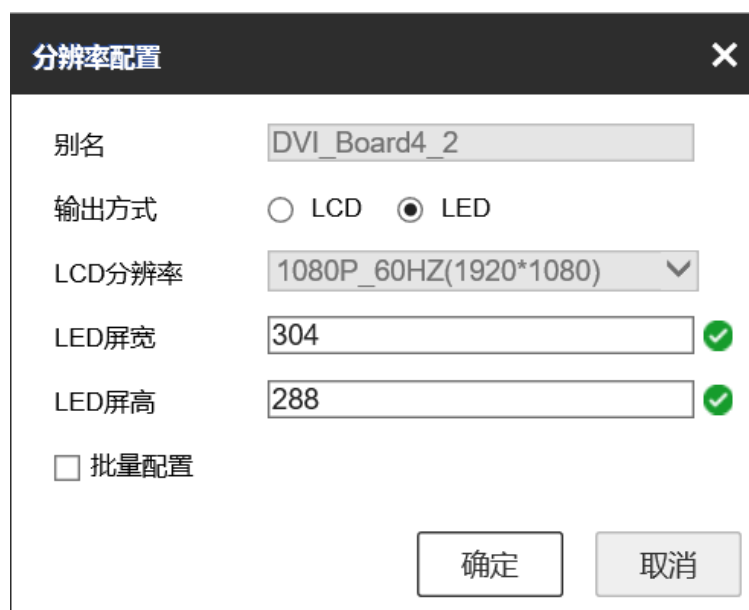 分辨率配置
别名 DVI_Board4_2
输出方式 LCD LED
LCD分辨率 1080P_60HZ(1920*1080)
LED屏宽 304
LED屏高 288
批量配置
确定 取消